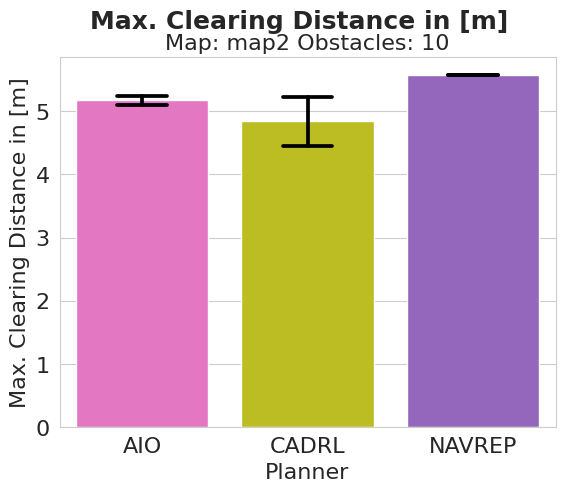 Max. Clearing Distance in [m]
Map: map2 Obstacles: 10
Max. Clearing Distance in [m]
5
4
3
2
1
0
AIO CADRL NAVREP
Planner